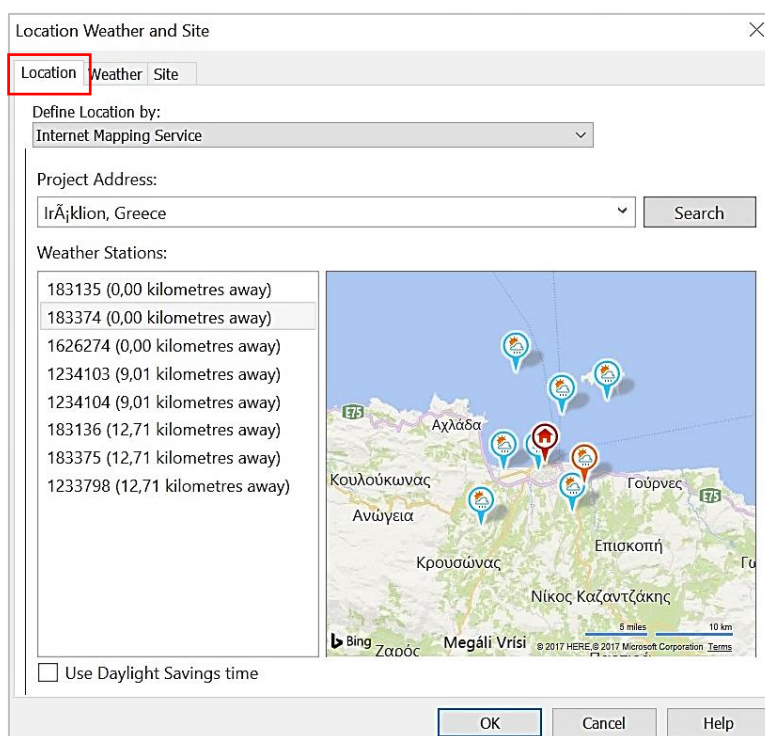 Location Weather and Site
Location Weather Site
Define Location by:
Internet Mapping Service
Project Address:
IrÃ¡klion, Greece
Search
Weather Stations:
183135 (0,00 kilometres away)
183374 (0,00 kilometres away)
1626274 (0,00 kilometres away)
1234103 (9,01 kilometres away)
1234104 (9,01 kilometres away)
183136 (12,71 kilometres away)
183375 (12,71 kilometres away)
1233798 (12,71 kilometres away)
E75
Αχλάδα
Κουλούκωνας
Γούρνες
E75
Ανώγεια
Επισκοπή
Κρουσώνας
Γω
Νίκος Καζαντζάκης
5 miles 10 km
Bing
Ζαρός
Megáli Vrísi
© 2017 HERE, © 2017 Microsoft Corporation Terms
Use Daylight Savings time
OK Cancel Help